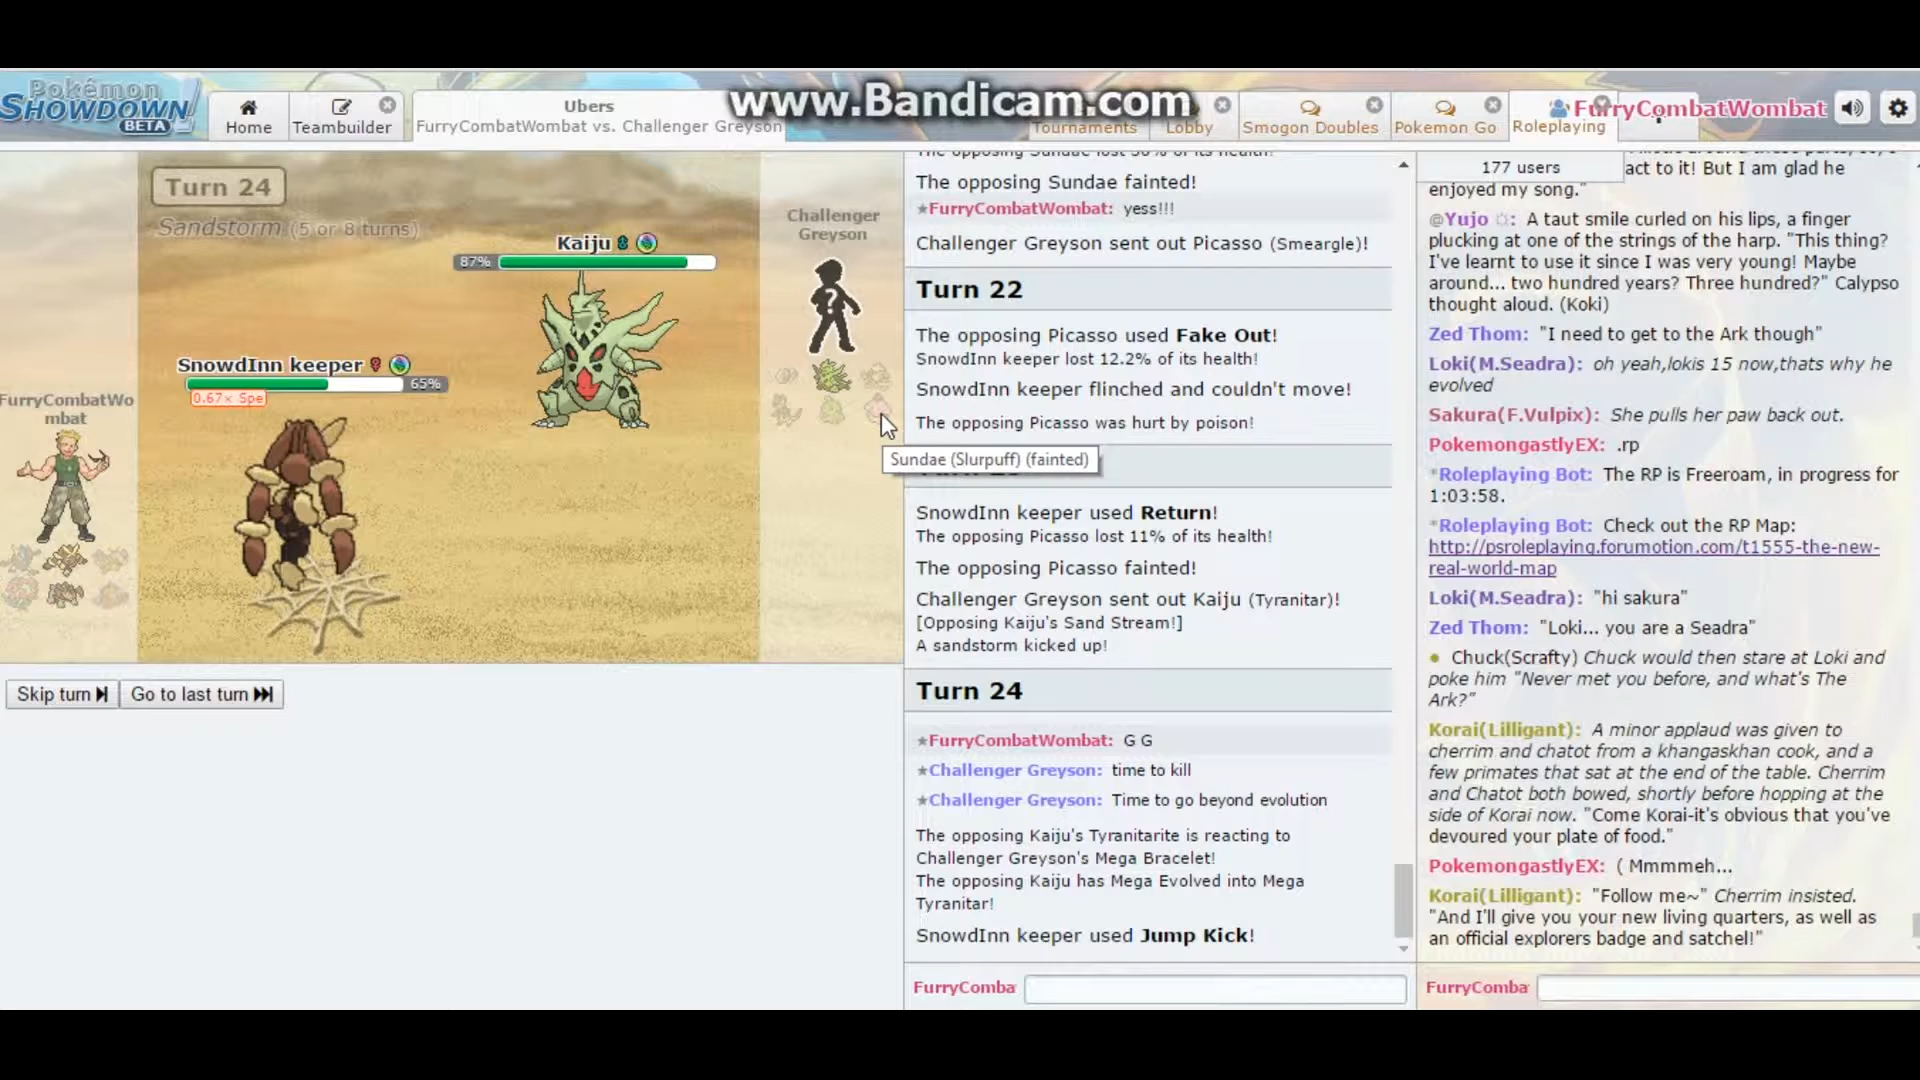 www.Bandicam.com
Pokémon
SHOWDOWN
BETA
Home
Teambuilder
Ubers
FurryCombatWombat vs. Challenger Greyson
Tournaments
Lobby
Smogon Doubles
Pokemon Go
Roleplaying
FurryCombatWombat
Turn 24
Sandstorm (5 or 8 turns)
Challenger
Greyson
Kaiju
87%
SnowdInn keeper
65%
0.67× Spe
FurryCombatWo
mbat
Skip turn
Go to last turn
The opposing Sundae fainted!
★FurryCombatWombat: yess!!!
Challenger Greyson sent out Picasso (Smeargle)!
Turn 22
The opposing Picasso used Fake Out!
SnowdInn keeper lost 12.2% of its health!
SnowdInn keeper flinched and couldn't move!
The opposing Picasso was hurt by poison!
Sundae (Slurpuff) (fainted)
SnowdInn keeper used Return!
The opposing Picasso lost 11% of its health!
The opposing Picasso fainted!
Challenger Greyson sent out Kaiju (Tyranitar)!
[Opposing Kaiju's Sand Stream!]
A sandstorm kicked up!
Turn 24
★FurryCombatWombat: G G
★Challenger Greyson: time to kill
★Challenger Greyson: Time to go beyond evolution
The opposing Kaiju's Tyranitarite is reacting to
Challenger Greyson's Mega Bracelet!
The opposing Kaiju has Mega Evolved into Mega
Tyranitar!
SnowdInn keeper used Jump Kick!
FurryComba
177 users
act to it! But I am glad he
enjoyed my song."
@Yujo : A taut smile curled on his lips, a finger
plucking at one of the strings of the harp. "This thing?
I've learnt to use it since I was very young! Maybe
around... two hundred years? Three hundred?" Calypso
thought aloud. (Koki)
Zed Thom: "I need to get to the Ark though"
Loki(M.Seadra): oh yeah,lokis 15 now,thats why he
evolved
Sakura(F.Vulpix): She pulls her paw back out.
PokemongastlyEX: .rp
*Roleplaying Bot: The RP is Freeroam, in progress for
1:03:58.
*Roleplaying Bot: Check out the RP Map:
http://psroleplaying.forumotion.com/t1555-the-new-
real-world-map
Loki(M.Seadra): "hi sakura"
Zed Thom: "Loki... you are a Seadra"
• Chuck(Scrafty) Chuck would then stare at Loki and
poke him "Never met you before, and what's The
Ark?"
Korai(Lilligant): A minor applaud was given to
cherrim and chatot from a khangaskhan cook, and a
few primates that sat at the end of the table. Cherrim
and Chatot both bowed, shortly before hopping at the
side of Korai now. "Come Korai-it's obvious that you've
devoured your plate of food."
PokemongastlyEX: ( Mmmmeh...
Korai(Lilligant): "Follow me~" Cherrim insisted.
"And I'll give you your new living quarters, as well as
an official explorers badge and satchel!"
FurryComba